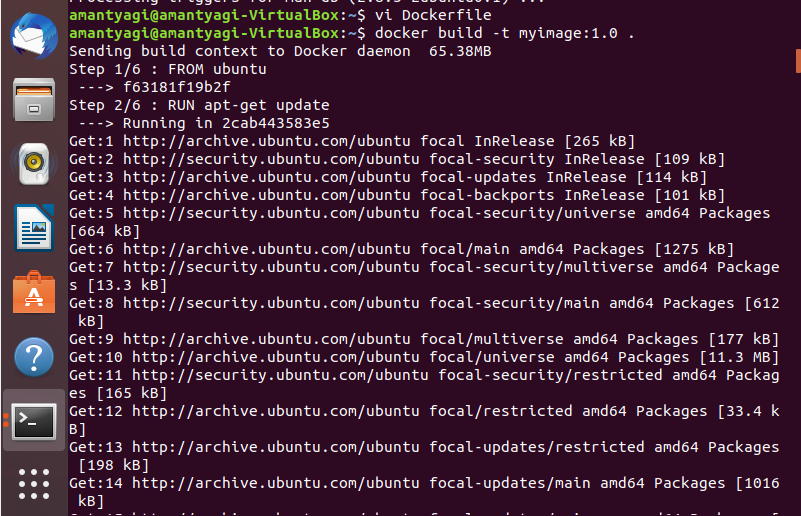 amantyagi@amantyagi-VirtualBox:~$ vi Dockerfile
amantyagi@amantyagi-VirtualBox:~$ docker build -t myimage:1.0 .
Sending build context to Docker daemon  65.38MB
Step 1/6 : FROM ubuntu
 ---> f63181f19b2f
Step 2/6 : RUN apt-get update
 ---> Running in 2cab443583e5
Get:1 http://archive.ubuntu.com/ubuntu focal InRelease [265 kB]
Get:2 http://security.ubuntu.com/ubuntu focal-security InRelease [109 kB]
Get:3 http://archive.ubuntu.com/ubuntu focal-updates InRelease [114 kB]
Get:4 http://archive.ubuntu.com/ubuntu focal-backports InRelease [101 kB]
Get:5 http://security.ubuntu.com/ubuntu focal-security/universe amd64 Packages
[664 kB]
Get:6 http://archive.ubuntu.com/ubuntu focal/main amd64 Packages [1275 kB]
Get:7 http://security.ubuntu.com/ubuntu focal-security/multiverse amd64 Package
s [13.3 kB]
Get:8 http://security.ubuntu.com/ubuntu focal-security/main amd64 Packages [612
 kB]
Get:9 http://archive.ubuntu.com/ubuntu focal/multiverse amd64 Packages [177 kB]
Get:10 http://archive.ubuntu.com/ubuntu focal/universe amd64 Packages [11.3 MB]
Get:11 http://security.ubuntu.com/ubuntu focal-security/restricted amd64 Packag
es [165 kB]
Get:12 http://archive.ubuntu.com/ubuntu focal/restricted amd64 Packages [33.4 k
B]
Get:13 http://archive.ubuntu.com/ubuntu focal-updates/restricted amd64 Packages
 [198 kB]
Get:14 http://archive.ubuntu.com/ubuntu focal-updates/main amd64 Packages [1016
 kB]